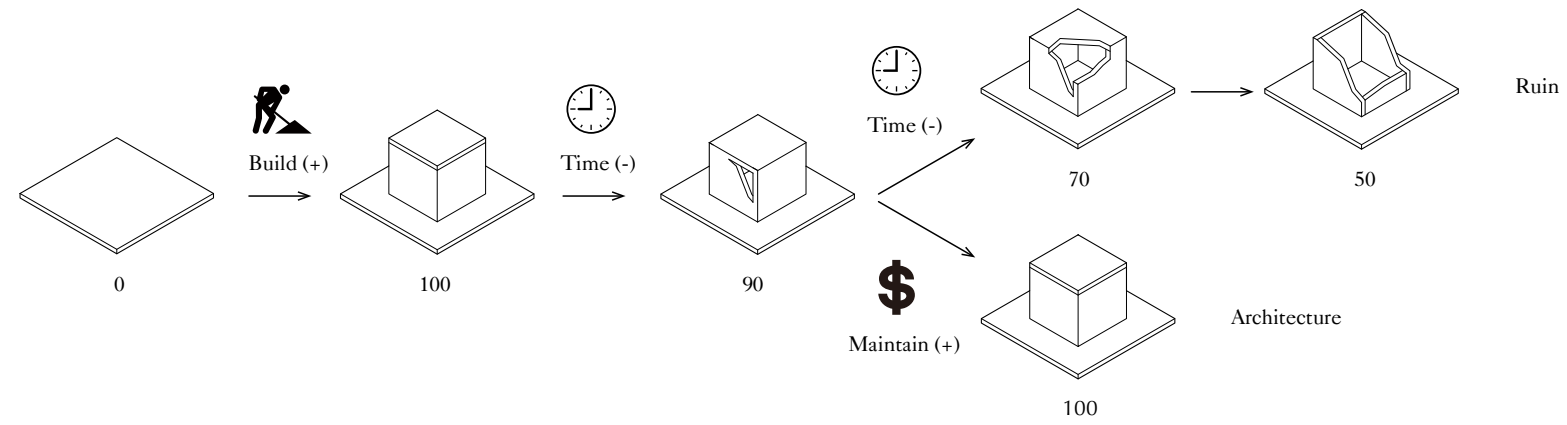 Build (+)
Time (-)
Time (-)
$
Maintain (+)
0
100
90
70
50
100
Ruin
Architecture